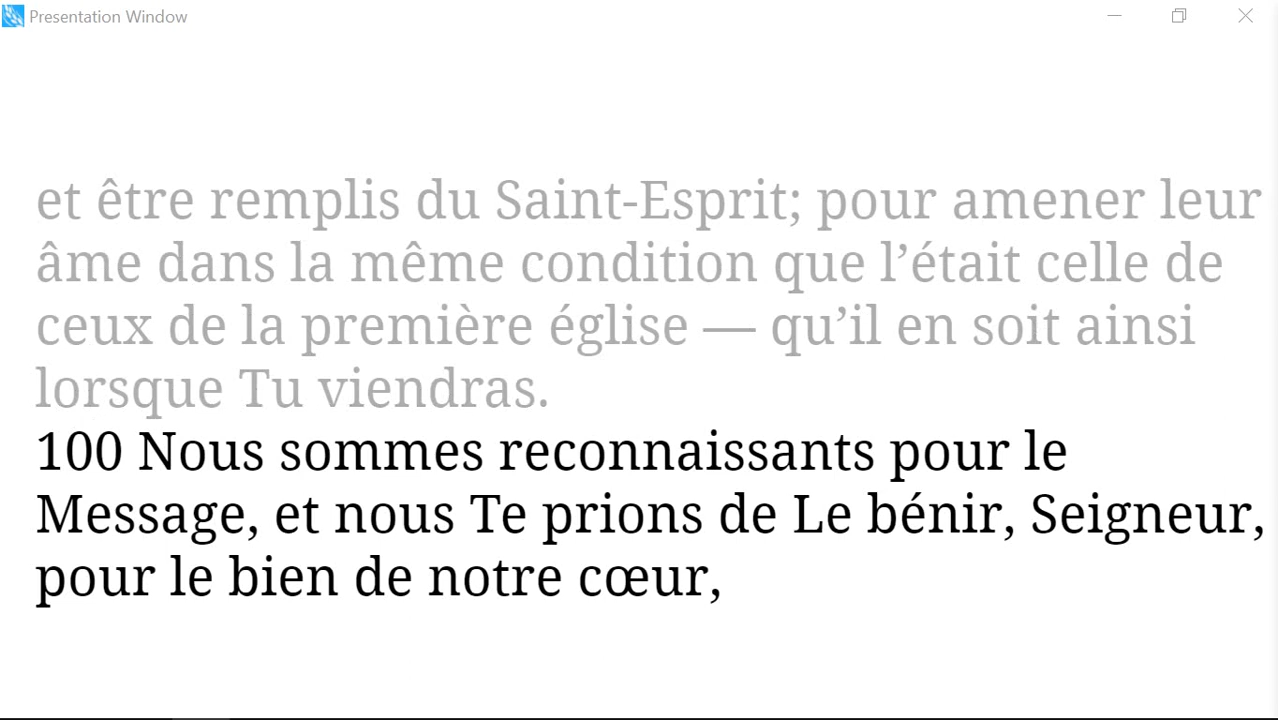 Presentation Window
et être remplis du Saint-Esprit; pour amener leur
âme dans la même condition que l’était celle de
ceux de la première église — qu’il en soit ainsi
lorsque Tu viendras.
100 Nous sommes reconnaissants pour le
Message, et nous Te prions de Le bénir, Seigneur,
pour le bien de notre cœur,